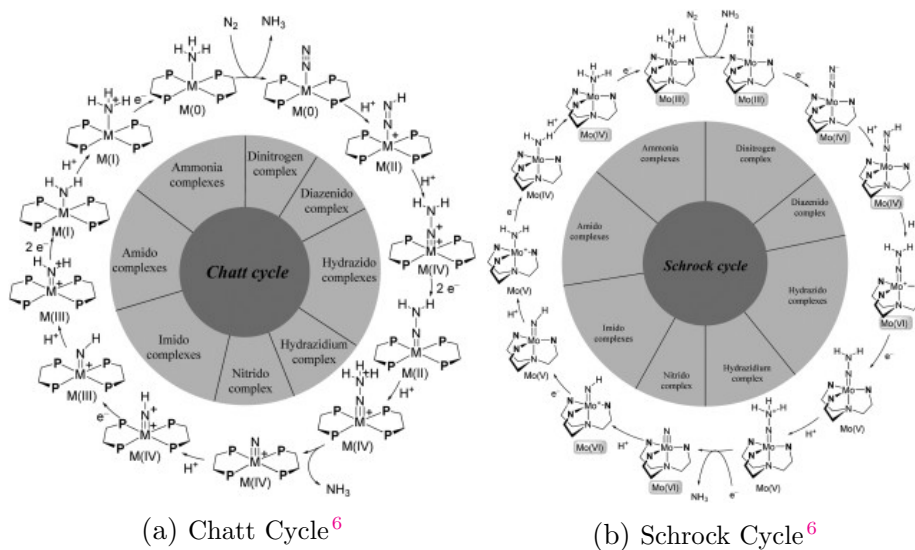 N₂
NH₃
M(0)
M(0)
H⁺
M(II)
H⁺
M(IV)
2 e⁻
M(II)
H⁺
M(IV)
NH₃
M(IV)
H⁺
M(IV)
e⁻
M(III)
H⁺
M(III)
2 e⁻
M(I)
H⁺
M(I)
e⁻
Chatt cycle
Dinitrogen
complex
Diazenido
complex
Hydrazido
complexes
Hydrazidium
complex
Nitrido
complex
Imido
complexes
Amido
complexes
Ammonia
complexes
(a) Chatt Cycle⁶
N₂
NH₃
Mo(III)
Mo(III)
e⁻
Mo(IV)
H⁺
Mo(IV)
H
Mo(VI)
e⁻
Mo(V)
H⁺
Mo(V)
e⁻
NH₃
Mo(VI)
H⁺
Mo(VI)
e⁻
Mo(V)
H⁺
Mo(V)
e⁻
Mo(IV)
H⁺
Mo(IV)
e⁻
Schrock cycle
Dinitrogen
complex
Diazenido
complex
Hydrazido
complexes
Hydrazidium
complex
Nitrido
complex
Imido
complexes
Amido
complexes
Ammonia
complexes
(b) Schrock Cycle⁶